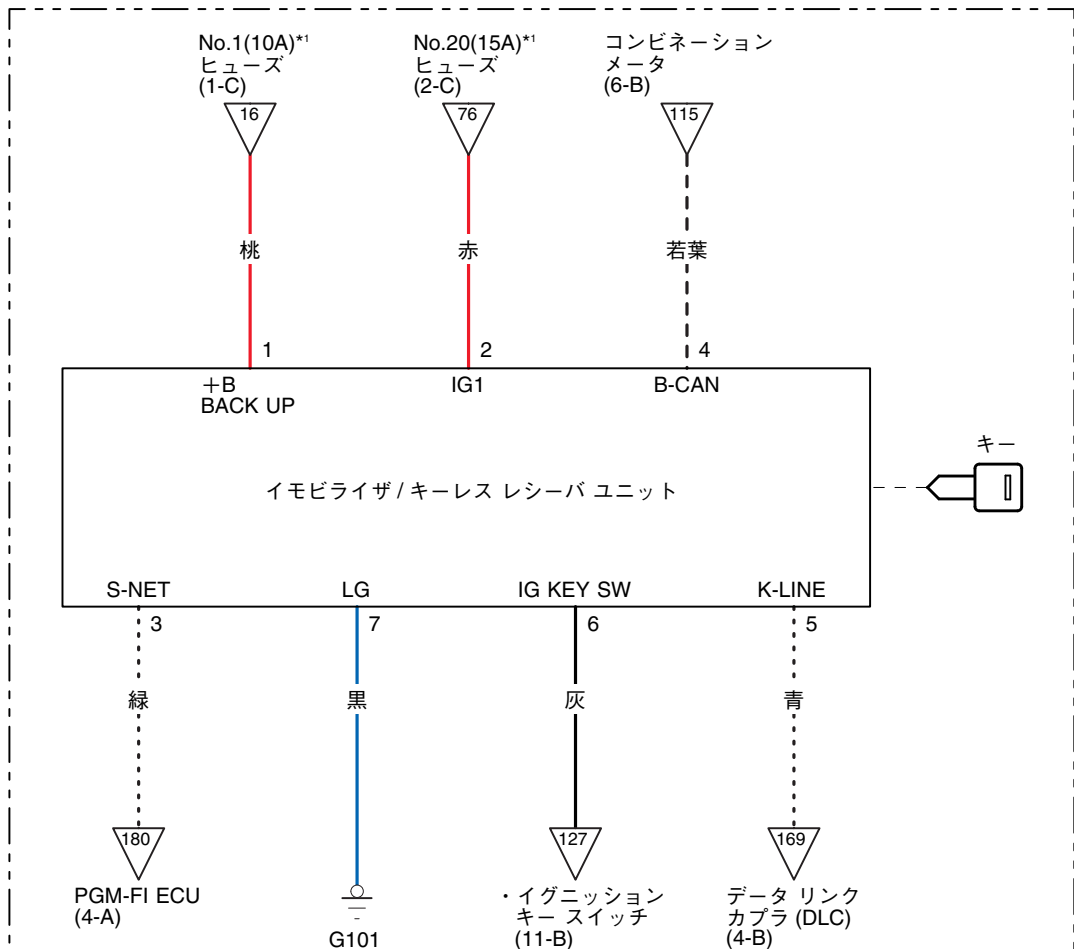 No.1(10A)*1
ヒューズ
(1-C)
No.20(15A)*1
ヒューズ
(2-C)
コンビネーション
メータ
(6-B)
16
76
115
桃
赤
若葉
1
2
4
+B
BACK UP
IG1
B-CAN
キー
イモビライザ / キーレス レシーバ ユニット
S-NET
LG
IG KEY SW
K-LINE
3
7
6
5
緑
黒
灰
青
180
127
169
PGM-FI ECU
(4-A)
G101
・イグニッション
キー スイッチ
(11-B)
データ リンク
カプラ (DLC)
(4-B)